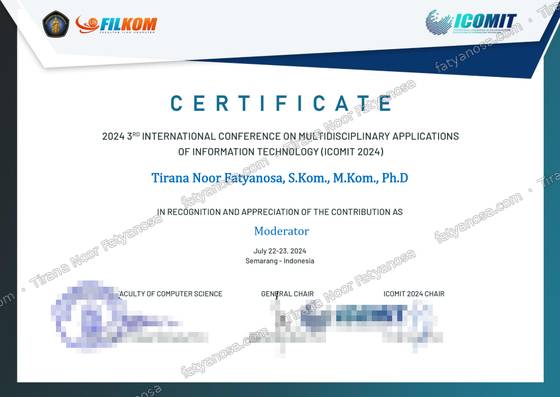 FILKOM
ICOMIT
CERTIFICATE
2024 3RD INTERNATIONAL CONFERENCE ON MULTIDISCIPLINARY APPLICATIONS
OF INFORMATION TECHNOLOGY (ICOMIT 2024)
Tirana Noor Fatyanosa, S.Kom., M.Kom., Ph.D
IN RECOGNITION AND APPRECIATION OF THE CONTRIBUTION AS
Moderator
July 22-23, 2024
Semarang - Indonesia
ACULTY OF COMPUTER SCIENCE
GENERAL CHAIR
ICOMIT 2024 CHAIR
Tirana Noor Fatyanosa · fatyanosa.com